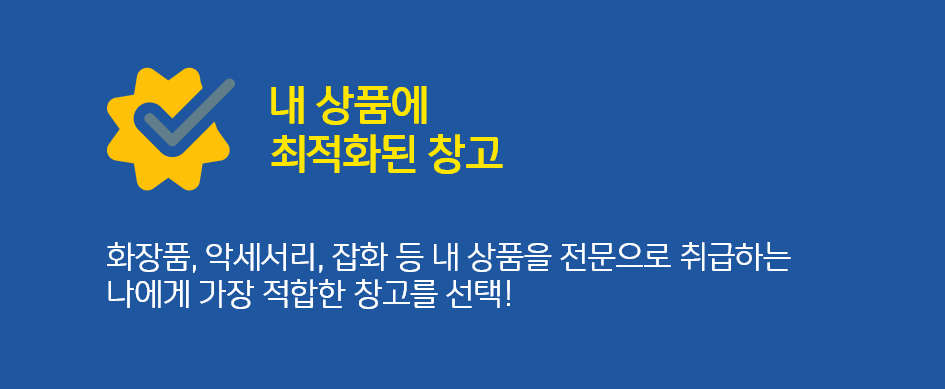 내 상품에
최적화된 창고
화장품, 악세서리, 잡화 등 내 상품을 전문으로 취급하는
나에게 가장 적합한 창고를 선택!